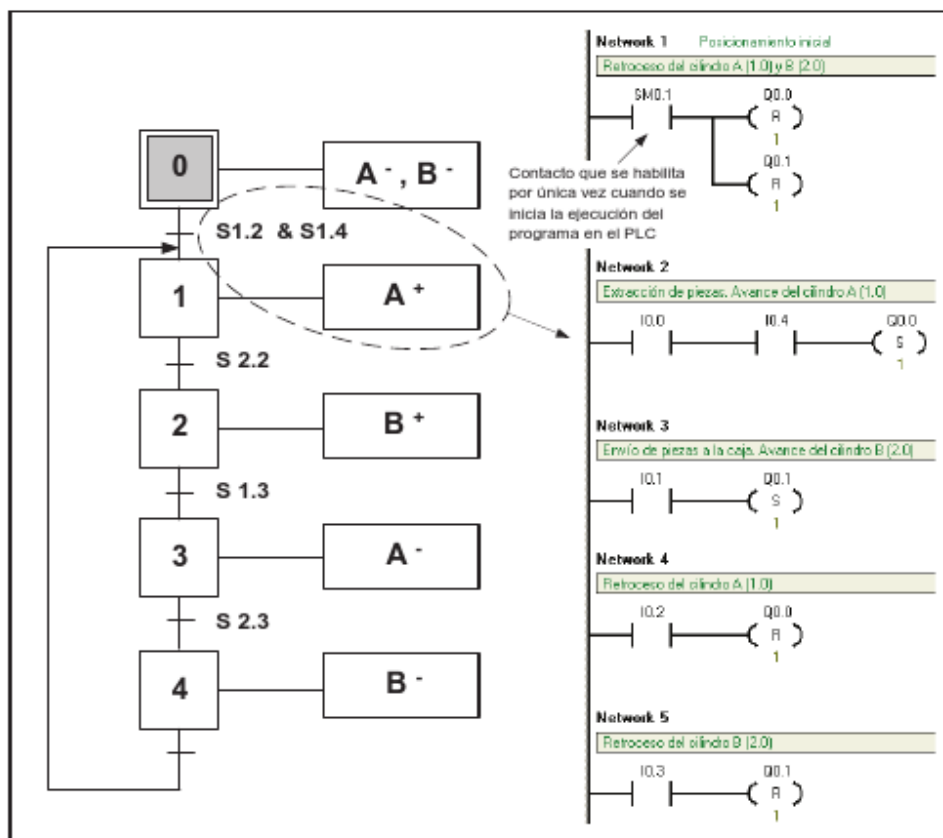 0
A - , B -
S1.2 & S1.4
1
A +
S 2.2
2
B +
S 1.3
3
A -
S 2.3
4
B -
Network 1 Posicionamiento inicial
Retroceso del cilindro A (1.0) y B (2.0)
SM0.1 Q0.0
R
1
Q0.1
R
1
Contacto que se habilita
por única vez cuando se
inicia la ejecución del
programa en el PLC
Network 2
Extracción de piezas. Avance del cilindro A (1.0)
I0.0 I0.4 Q0.0
S
1
Network 3
Envío de piezas a la caja. Avance del cilindro B (2.0)
I0.1 Q0.1
S
1
Network 4
Retroceso del cilindro A (1.0)
I0.2 Q0.0
R
1
Network 5
Retroceso del cilindro B (2.0)
I0.3 Q0.1
R
1